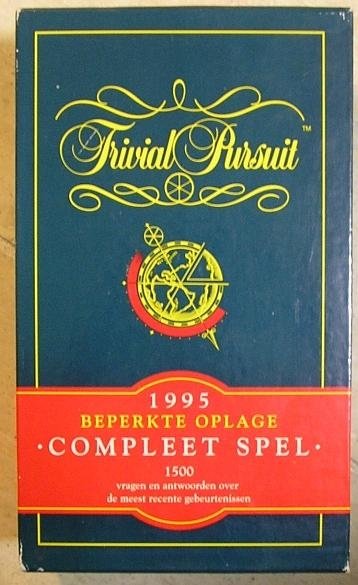 Trivial Pursuit™
1995
BEPERKTE OPLAGE
·COMPLEET SPEL·
1500
vragen en antwoorden over
de meest recente gebeurtenissen